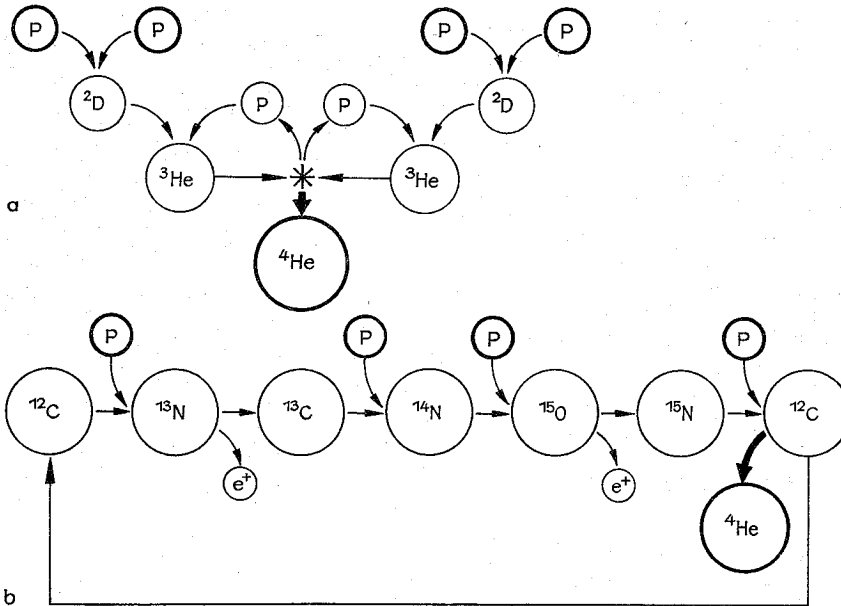 P P P P
²D P P ²D
³He ³He
a
⁴He
P P P P
¹²C ¹³N ¹³C ¹⁴N ¹⁵O ¹⁵N ¹²C
e⁺ e⁺
⁴He
b